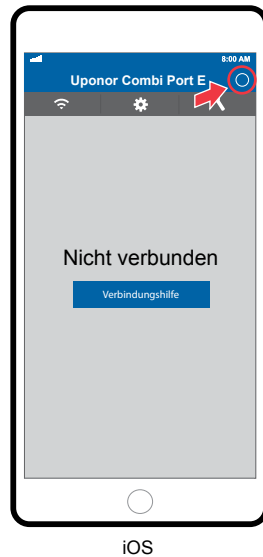 8:00 AM
Uponor Combi Port E
Nicht verbunden
Verbindungshilfe
iOS